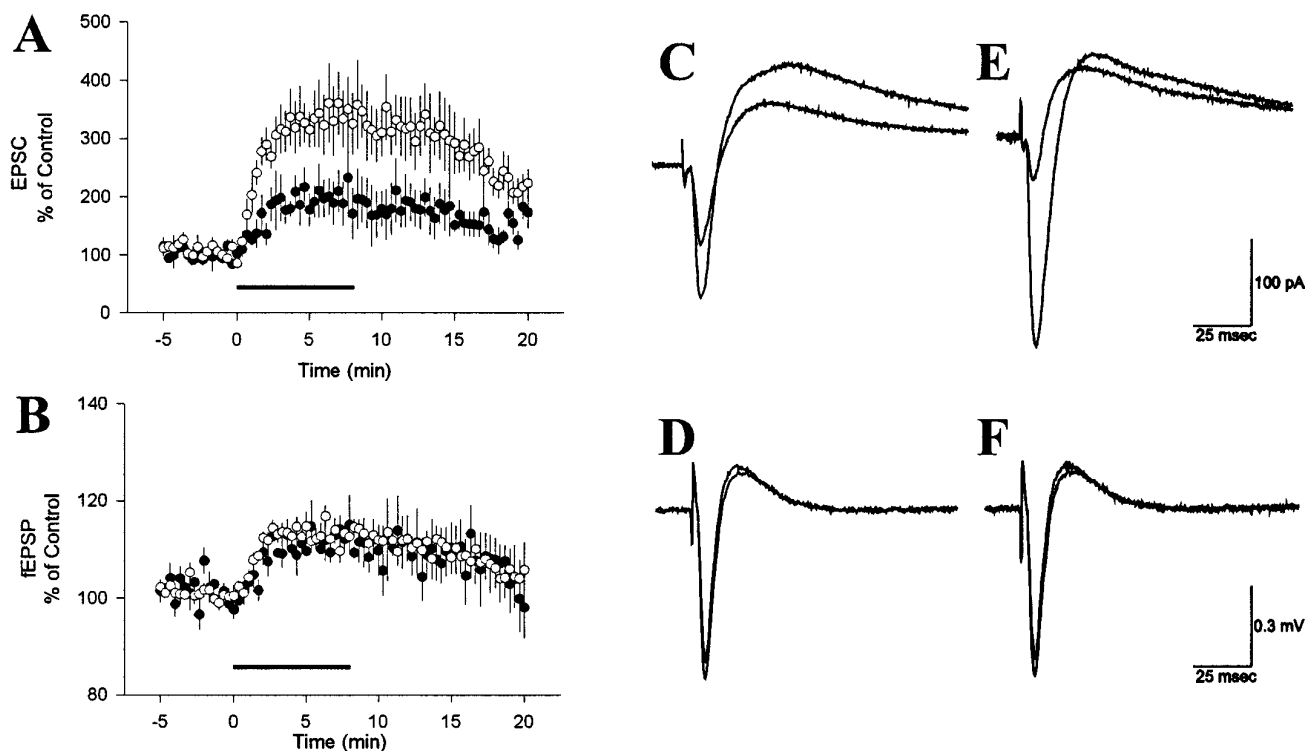 A
500
400
300
200
100
0
EPSC
% of Control
-5
0
5
10
15
20
Time (min)
B
140
120
100
80
fEPSP
% of Control
-5
0
5
10
15
20
Time (min)
C
E
100 pA
25 msec
D
F
0.3 mV
25 msec